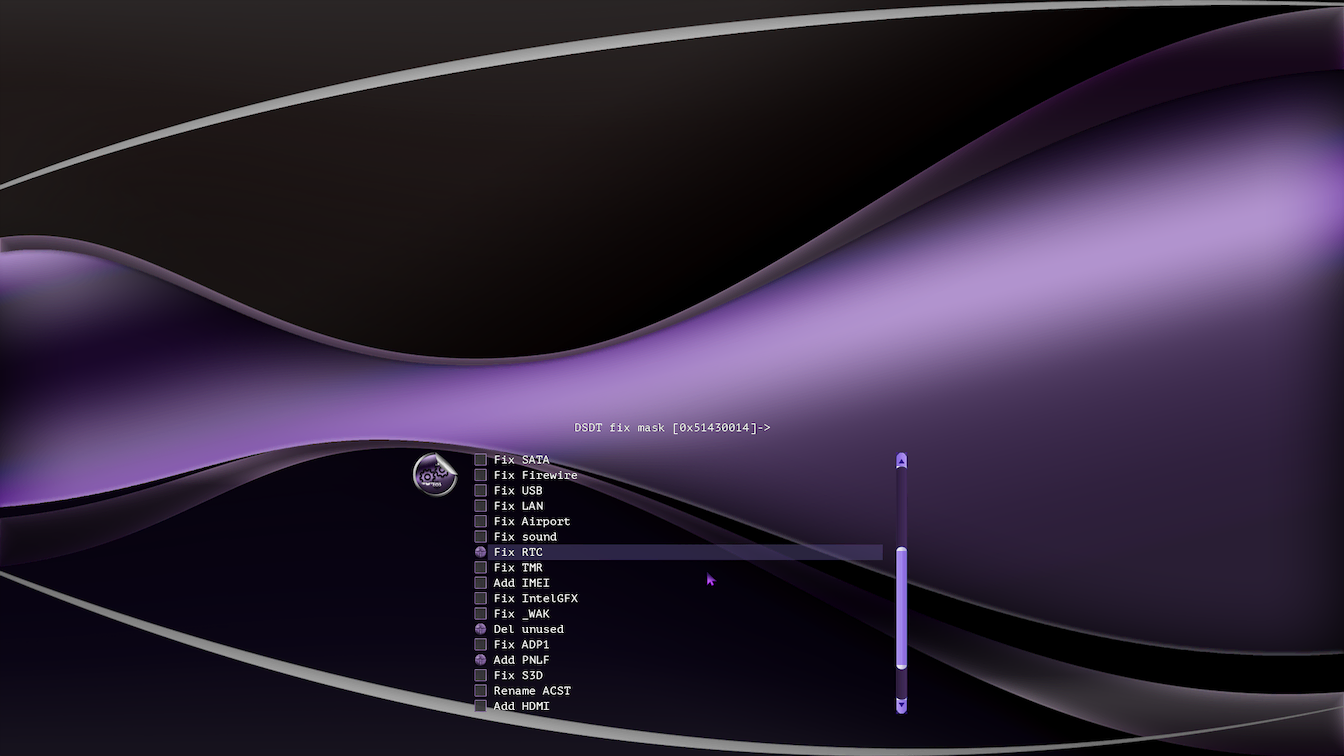 DSDT fix mask [0x51430014]->
Fix SATA
Fix Firewire
Fix USB
Fix LAN
Fix Airport
Fix sound
Fix RTC
Fix TMR
Add IMEI
Fix IntelGFX
Fix _WAK
Del unused
Fix ADP1
Add PNLF
Fix S3D
Rename ACST
Add HDMI